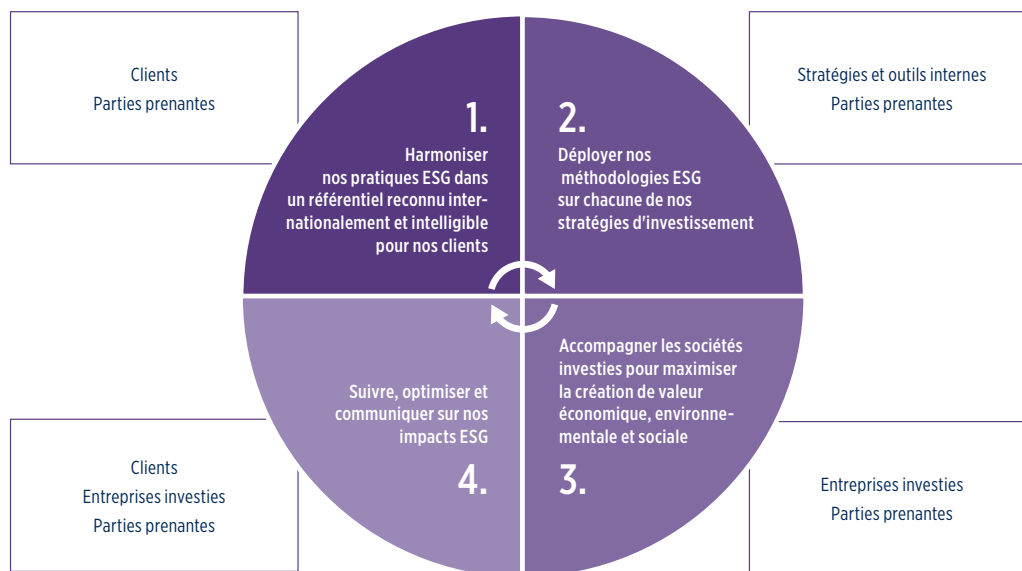 Clients
Parties prenantes
1.
Harmoniser
nos pratiques ESG dans
un référentiel reconnu inter-
nationalement et intelligible
pour nos clients
2.
Déployer nos
méthodologies ESG
sur chacune de nos
stratégies d'investissement
Stratégies et outils internes
Parties prenantes
Accompagner les sociétés
investies pour maximiser
la création de valeur
économique, environne-
mentale et sociale
3.
Entreprises investies
Parties prenantes
Suivre, optimiser et
communiquer sur nos
impacts ESG
4.
Clients
Entreprises investies
Parties prenantes